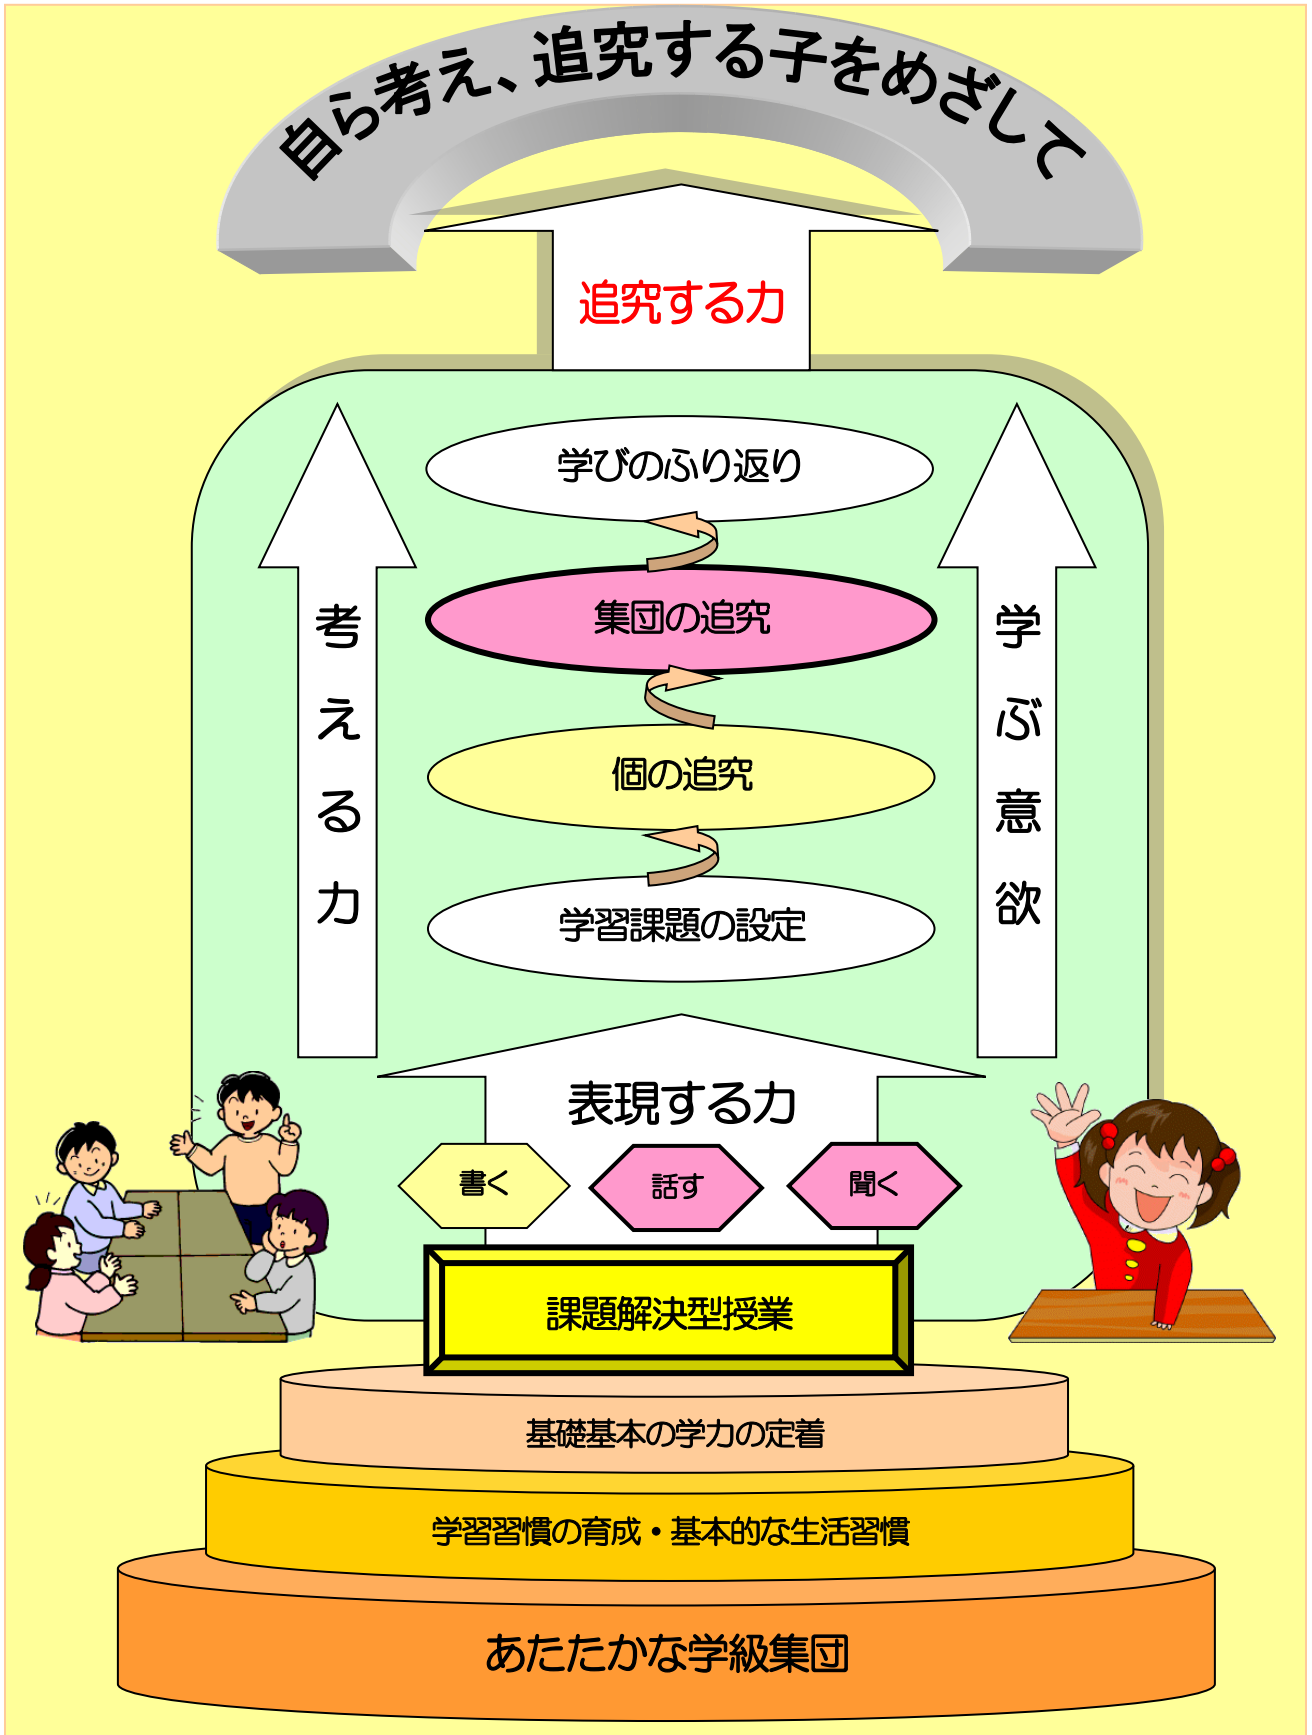 自ら考え、追究する子をめざして
追究する力
学びのふり返り
集団の追究
個の追究
学習課題の設定
考える力
学ぶ意欲
表現する力
書く
話す
聞く
課題解決型授業
基礎基本の学力の定着
学習習慣の育成・基本的な生活習慣
あたたかな学級集団